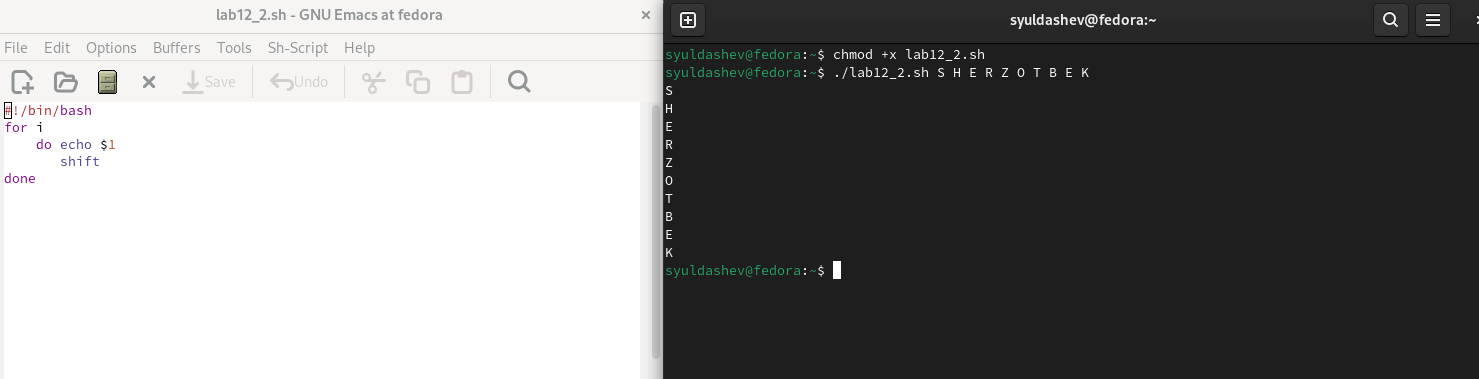 lab12_2.sh - GNU Emacs at fedora
File Edit Options Buffers Tools Sh-Script Help
Save Undo
#!/bin/bash
for i
    do echo $1
       shift
done
syuldashev@fedora:~
syuldashev@fedora:~$ chmod +x lab12_2.sh
syuldashev@fedora:~$ ./lab12_2.sh S H E R Z O T B E K
S
H
E
R
Z
O
T
B
E
K
syuldashev@fedora:~$